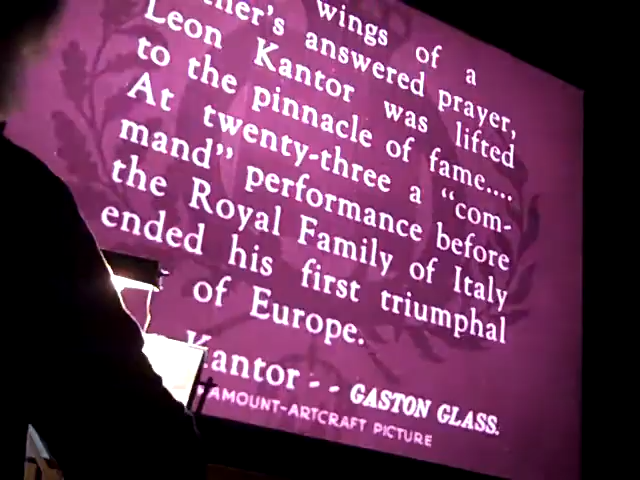 wings of a
ther's answered prayer,
Leon Kantor was lifted
to the pinnacle of fame....
At twenty-three a "com-
mand" performance before
the Royal Family of Italy
ended his first triumphal
of Europe.
Kantor - - GASTON GLASS.
AMOUNT-ARTCRAFT PICTURE